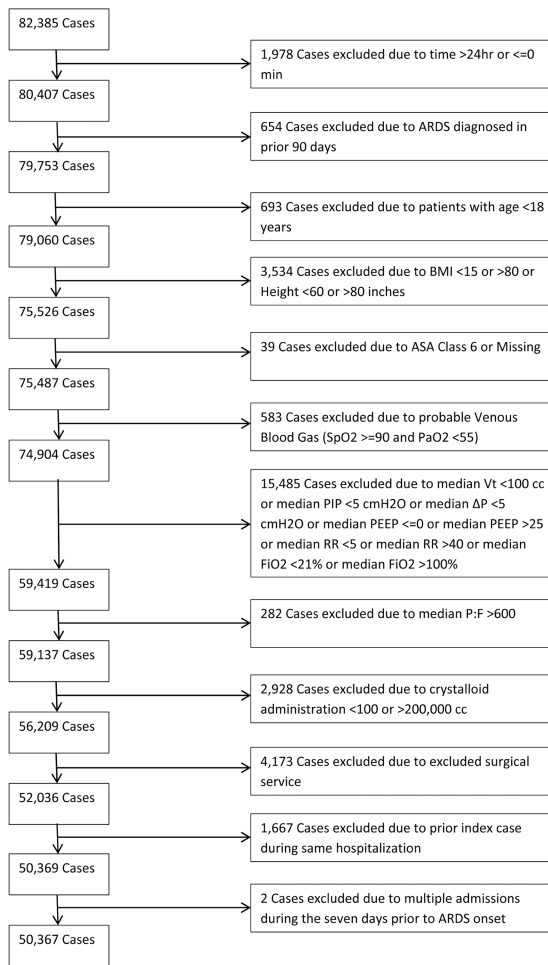 82,385 Cases
1,978 Cases excluded due to time >24hr or <=0
min
80,407 Cases
654 Cases excluded due to ARDS diagnosed in
prior 90 days
79,753 Cases
693 Cases excluded due to patients with age <18
years
79,060 Cases
3,534 Cases excluded due to BMI <15 or >80 or
Height <60 or >80 inches
75,526 Cases
39 Cases excluded due to ASA Class 6 or Missing
75,487 Cases
583 Cases excluded due to probable Venous
Blood Gas (SpO2 >=90 and PaO2 <55)
74,904 Cases
15,485 Cases excluded due to median Vt <100 cc
or median PIP <5 cmH2O or median ΔP <5
cmH2O or median PEEP <=0 or median PEEP >25
or median RR <5 or median RR >40 or median
FiO2 <21% or median FiO2 >100%
59,419 Cases
282 Cases excluded due to median P:F >600
59,137 Cases
2,928 Cases excluded due to crystalloid
administration <100 or >200,000 cc
56,209 Cases
4,173 Cases excluded due to excluded surgical
service
52,036 Cases
1,667 Cases excluded due to prior index case
during same hospitalization
50,369 Cases
2 Cases excluded due to multiple admissions
during the seven days prior to ARDS onset
50,367 Cases